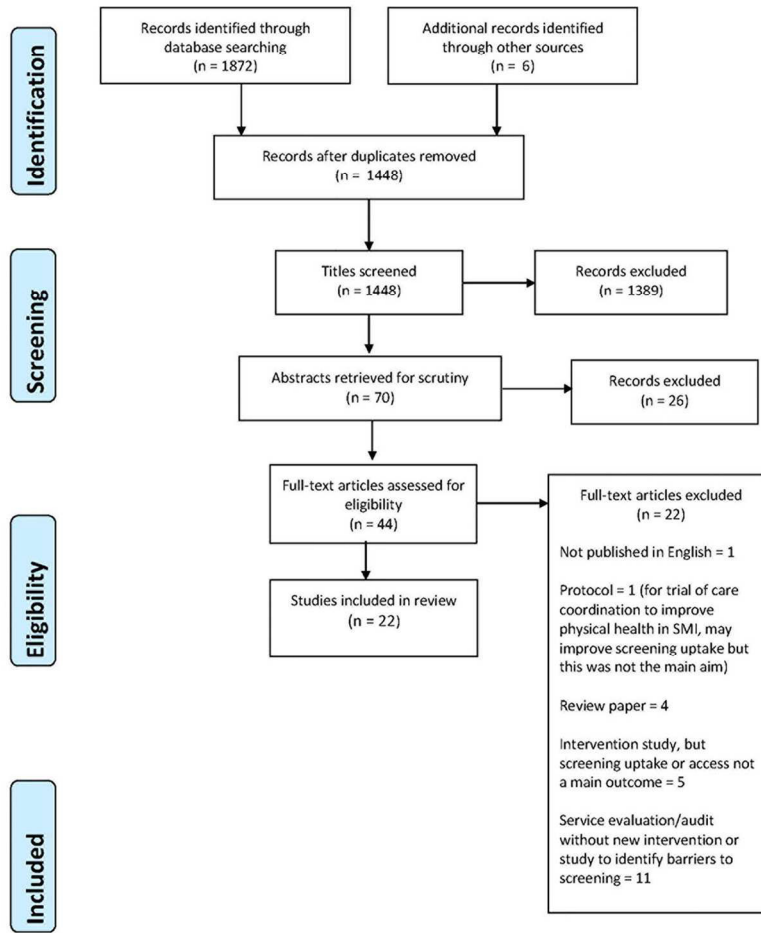 Identification
Records identified through
database searching
(n = 1872)
Additional records identified
through other sources
(n = 6)
Records after duplicates removed
(n = 1448)
Screening
Titles screened
(n = 1448)
Records excluded
(n = 1389)
Abstracts retrieved for scrutiny
(n = 70)
Records excluded
(n = 26)
Eligibility
Full-text articles assessed for
eligibility
(n = 44)
Full-text articles excluded
(n = 22)
Not published in English = 1
Protocol = 1 (for trial of care
coordination to improve
physical health in SMI, may
improve screening uptake but
this was not the main aim)
Review paper = 4
Intervention study, but
screening uptake or access not
a main outcome = 5
Service evaluation/audit
without new intervention or
study to identify barriers to
screening = 11
Studies included in review
(n = 22)
Included